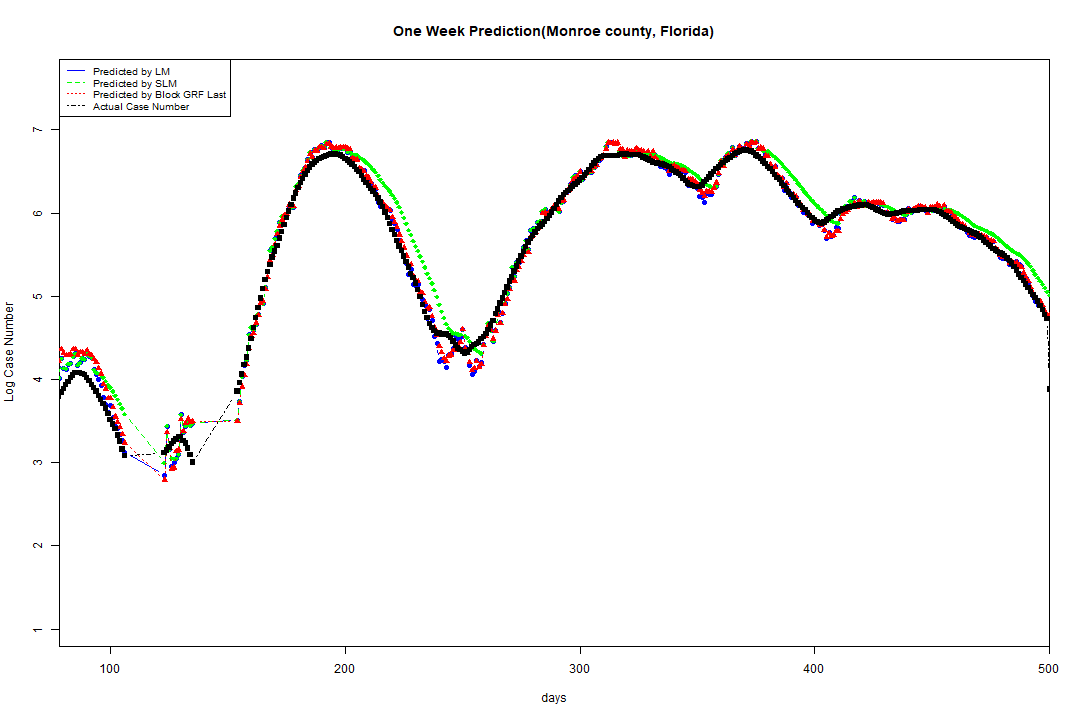 One Week Prediction(Monroe county, Florida)
Predicted by LM
Predicted by SLM
Predicted by Block GRF Last
Actual Case Number
Log Case Number
7
6
5
4
3
2
1
100 200 300 400 500
days